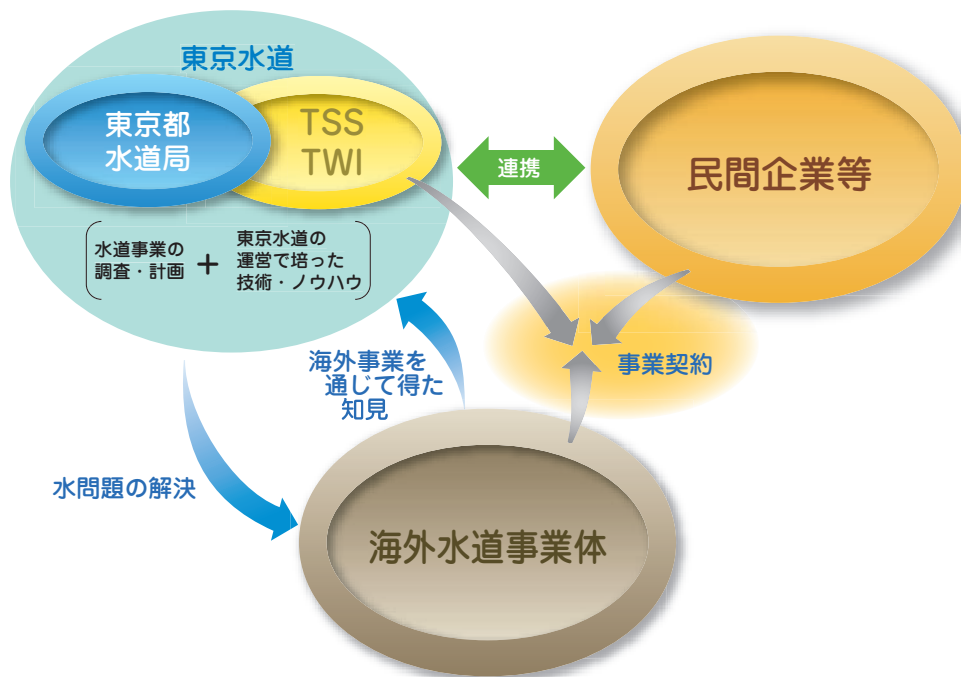 東京水道
東京都
水道局
TSS
TWI
連携
民間企業等
水道事業の
調査・計画
+
東京水道の
運営で培った
技術・ノウハウ
海外事業を
通じて得た
知見
事業契約
水問題の解決
海外水道事業体